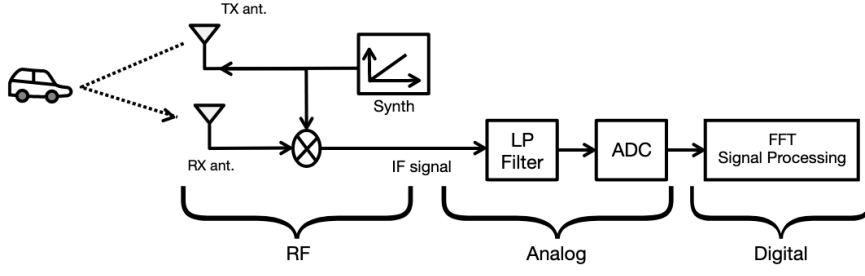 TX ant.
Synth
RX ant.
IF signal
LP
Filter
ADC
FFT
Signal Processing
RF
Analog
Digital